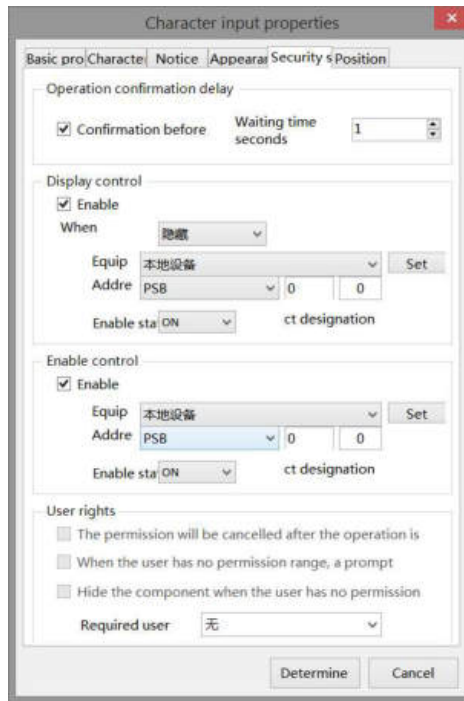 Character input properties
Basic pro Character Notice Appearan Security s Position
Operation confirmation delay
Confirmation before Waiting time seconds 1
Display control
Enable
When 隐藏
Equip 本地设备 Set
Addre PSB 0 0
Enable sta ON ct designation
Enable control
Enable
Equip 本地设备 Set
Addre PSB 0 0
Enable sta ON ct designation
User rights
The permission will be cancelled after the operation is
When the user has no permission range, a prompt
Hide the component when the user has no permission
Required user 无
Determine Cancel